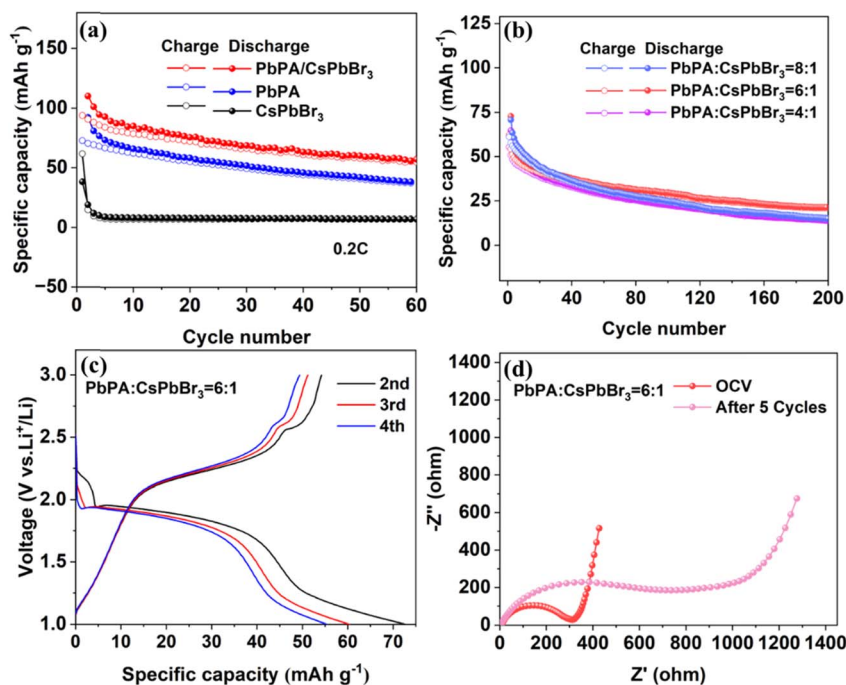 (a)
Charge Discharge
PbPA/CsPbBr₃
PbPA
CsPbBr₃
0.2C
150
100
50
0
−50
0 10 20 30 40 50 60
Specific capacity (mAh g⁻¹)
Cycle number
(b)
Charge Discharge
PbPA:CsPbBr₃=8:1
PbPA:CsPbBr₃=6:1
PbPA:CsPbBr₃=4:1
125
100
75
50
25
0
0 40 80 120 160 200
Specific capacity (mAh g⁻¹)
Cycle number
(c)
PbPA:CsPbBr₃=6:1
2nd
3rd
4th
3.0
2.5
2.0
1.5
1.0
0 10 20 30 40 50 60 70
Voltage (V vs.Li⁺/Li)
Specific capacity (mAh g⁻¹)
(d)
PbPA:CsPbBr₃=6:1
OCV
After 5 Cycles
1400
1200
1000
800
600
400
200
0
0 200 400 600 800 1000 1200 1400
-Z'' (ohm)
Z' (ohm)